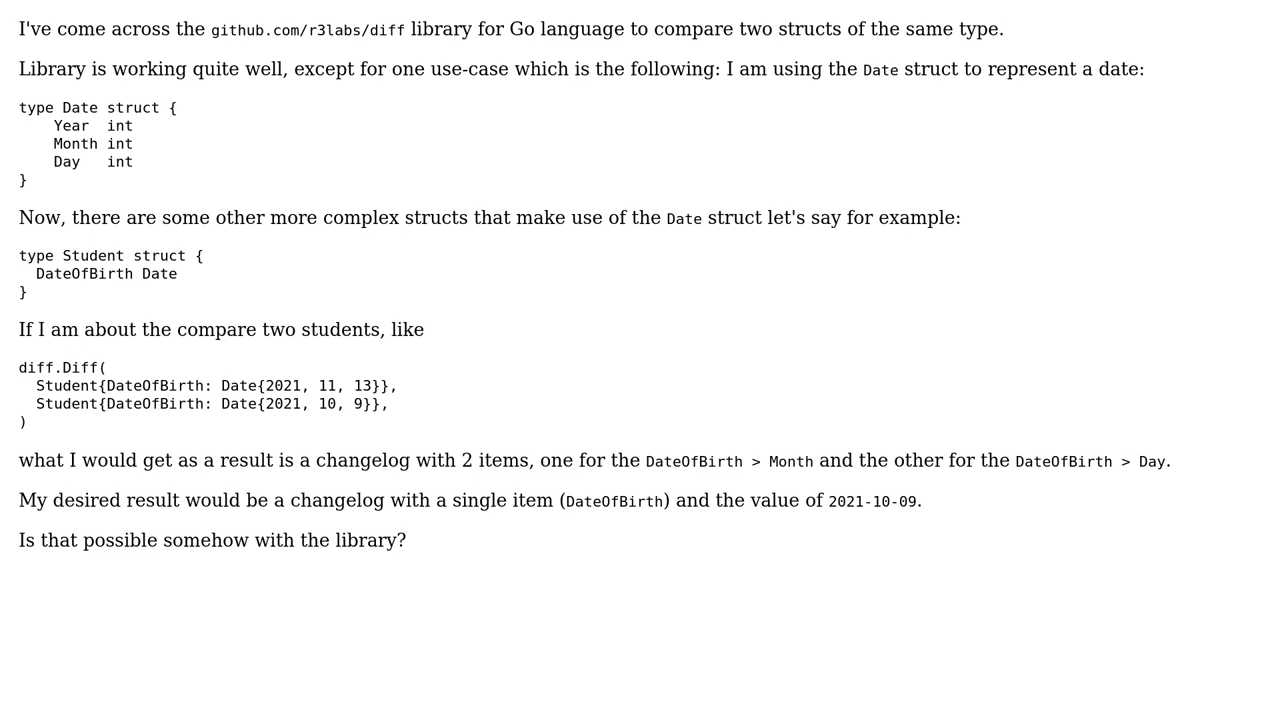 I've come across the github.com/r3labs/diff library for Go language to compare two structs of the same type.
Library is working quite well, except for one use-case which is the following: I am using the Date struct to represent a date:
type Date struct {
    Year  int
    Month int
    Day   int
}
Now, there are some other more complex structs that make use of the Date struct let's say for example:
type Student struct {
  DateOfBirth Date
}
If I am about the compare two students, like
diff.Diff(
  Student{DateOfBirth: Date{2021, 11, 13}},
  Student{DateOfBirth: Date{2021, 10, 9}},
)
what I would get as a result is a changelog with 2 items, one for the DateOfBirth > Month and the other for the DateOfBirth > Day.
My desired result would be a changelog with a single item (DateOfBirth) and the value of 2021-10-09.
Is that possible somehow with the library?